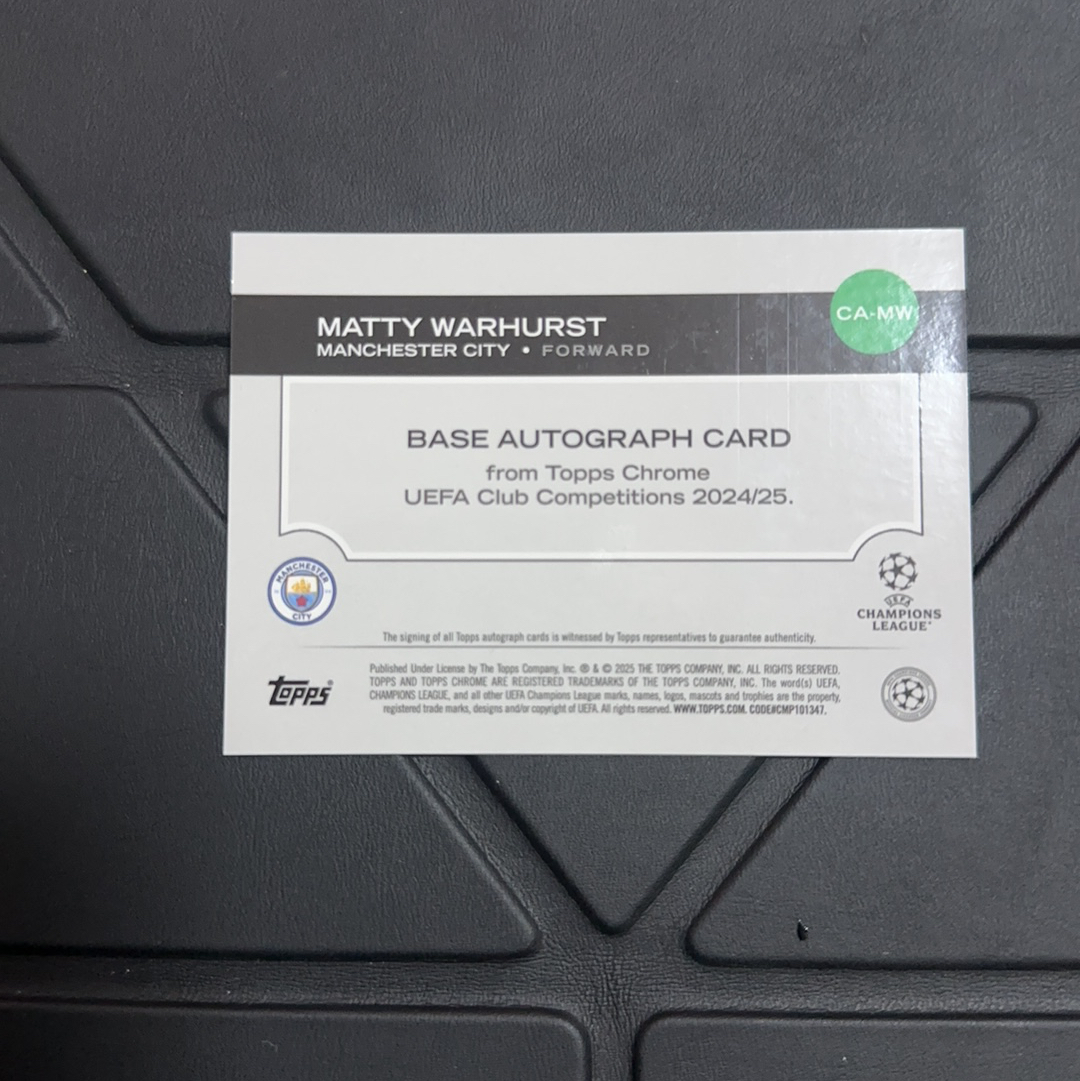 CA-MW
MATTY WARHURST
MANCHESTER CITY • FORWARD
BASE AUTOGRAPH CARD
from Topps Chrome
UEFA Club Competitions 2024/25.
MANCHESTER
CITY
UEFA
CHAMPIONS
LEAGUE
The signing of all Topps autograph cards is witnessed by Topps representatives to guarantee authenticity.
Topps®
Published Under License by The Topps Company, Inc. ® & © 2025 THE TOPPS COMPANY, INC. ALL RIGHTS RESERVED.
TOPPS AND TOPPS CHROME ARE REGISTERED TRADEMARKS OF THE TOPPS COMPANY, INC. The word(s) UEFA,
CHAMPIONS LEAGUE, and all other UEFA Champions League marks, names, logos, mascots and trophies are the property,
registered trade marks, designs and/or copyright of UEFA. All rights reserved. WWW.TOPPS.COM. CODE#CMP101347.